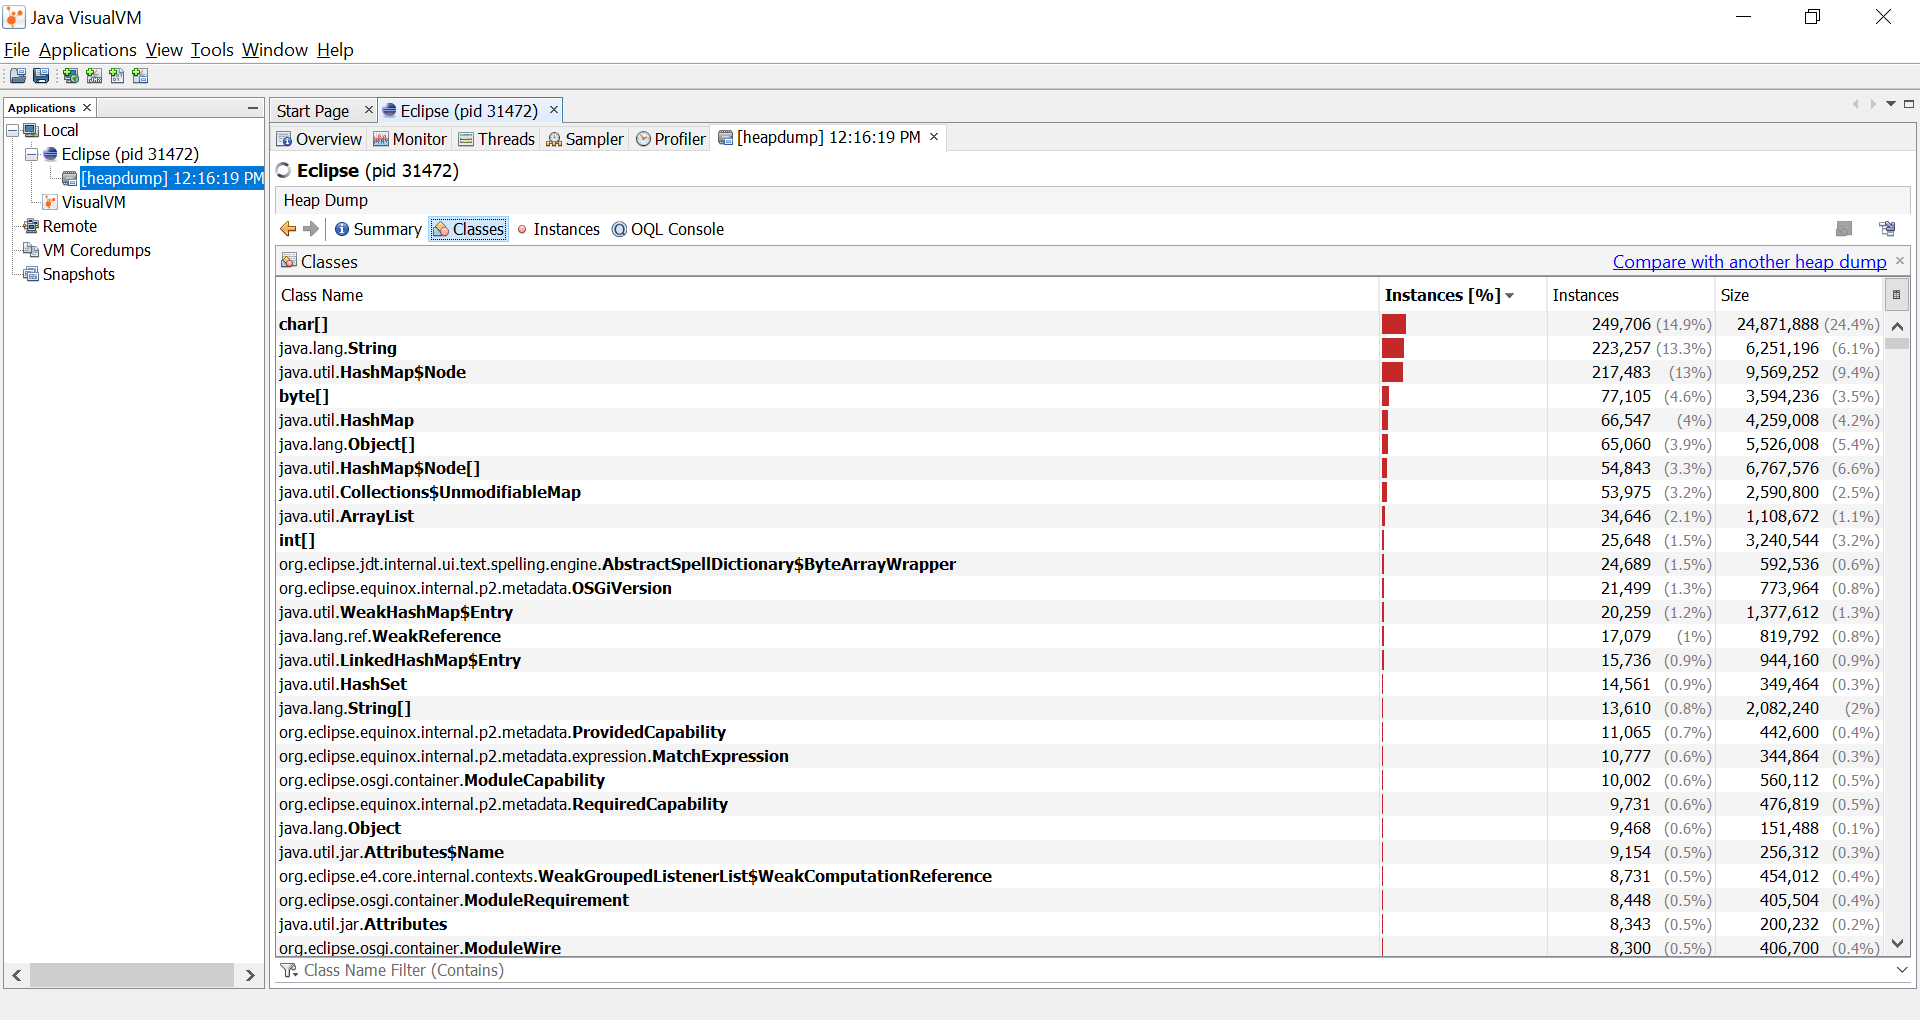 Java VisualVM
File Applications View Tools Window Help
Applications
Local
Eclipse (pid 31472)
[heapdump] 12:16:19 PM
VisualVM
Remote
VM Coredumps
Snapshots
Start Page Eclipse (pid 31472)
Overview Monitor Threads Sampler Profiler [heapdump] 12:16:19 PM
Eclipse (pid 31472)
Heap Dump
Summary Classes Instances OQL Console
Classes Compare with another heap dump
Class Name Instances [%] Instances Size
char[] 249,706 (14.9%) 24,871,888 (24.4%)
java.lang.String 223,257 (13.3%) 6,251,196 (6.1%)
java.util.HashMap$Node 217,483 (13%) 9,569,252 (9.4%)
byte[] 77,105 (4.6%) 3,594,236 (3.5%)
java.util.HashMap 66,547 (4%) 4,259,008 (4.2%)
java.lang.Object[] 65,060 (3.9%) 5,526,008 (5.4%)
java.util.HashMap$Node[] 54,843 (3.3%) 6,767,576 (6.6%)
java.util.Collections$UnmodifiableMap 53,975 (3.2%) 2,590,800 (2.5%)
java.util.ArrayList 34,646 (2.1%) 1,108,672 (1.1%)
int[] 25,648 (1.5%) 3,240,544 (3.2%)
org.eclipse.jdt.internal.ui.text.spelling.engine.AbstractSpellDictionary$ByteArrayWrapper 24,689 (1.5%) 592,536 (0.6%)
org.eclipse.equinox.internal.p2.metadata.OSGiVersion 21,499 (1.3%) 773,964 (0.8%)
java.util.WeakHashMap$Entry 20,259 (1.2%) 1,377,612 (1.3%)
java.lang.ref.WeakReference 17,079 (1%) 819,792 (0.8%)
java.util.LinkedHashMap$Entry 15,736 (0.9%) 944,160 (0.9%)
java.util.HashSet 14,561 (0.9%) 349,464 (0.3%)
java.lang.String[] 13,610 (0.8%) 2,082,240 (2%)
org.eclipse.equinox.internal.p2.metadata.ProvidedCapability 11,065 (0.7%) 442,600 (0.4%)
org.eclipse.equinox.internal.p2.metadata.expression.MatchExpression 10,777 (0.6%) 344,864 (0.3%)
org.eclipse.osgi.container.ModuleCapability 10,002 (0.6%) 560,112 (0.5%)
org.eclipse.equinox.internal.p2.metadata.RequiredCapability 9,731 (0.6%) 476,819 (0.5%)
java.lang.Object 9,468 (0.6%) 151,488 (0.1%)
java.util.jar.Attributes$Name 9,154 (0.5%) 256,312 (0.3%)
org.eclipse.e4.core.internal.contexts.WeakGroupedListenerList$WeakComputationReference 8,731 (0.5%) 454,012 (0.4%)
org.eclipse.osgi.container.ModuleRequirement 8,448 (0.5%) 405,504 (0.4%)
java.util.jar.Attributes 8,343 (0.5%) 200,232 (0.2%)
org.eclipse.osgi.container.ModuleWire 8,300 (0.5%) 406,700 (0.4%)
Class Name Filter (Contains)